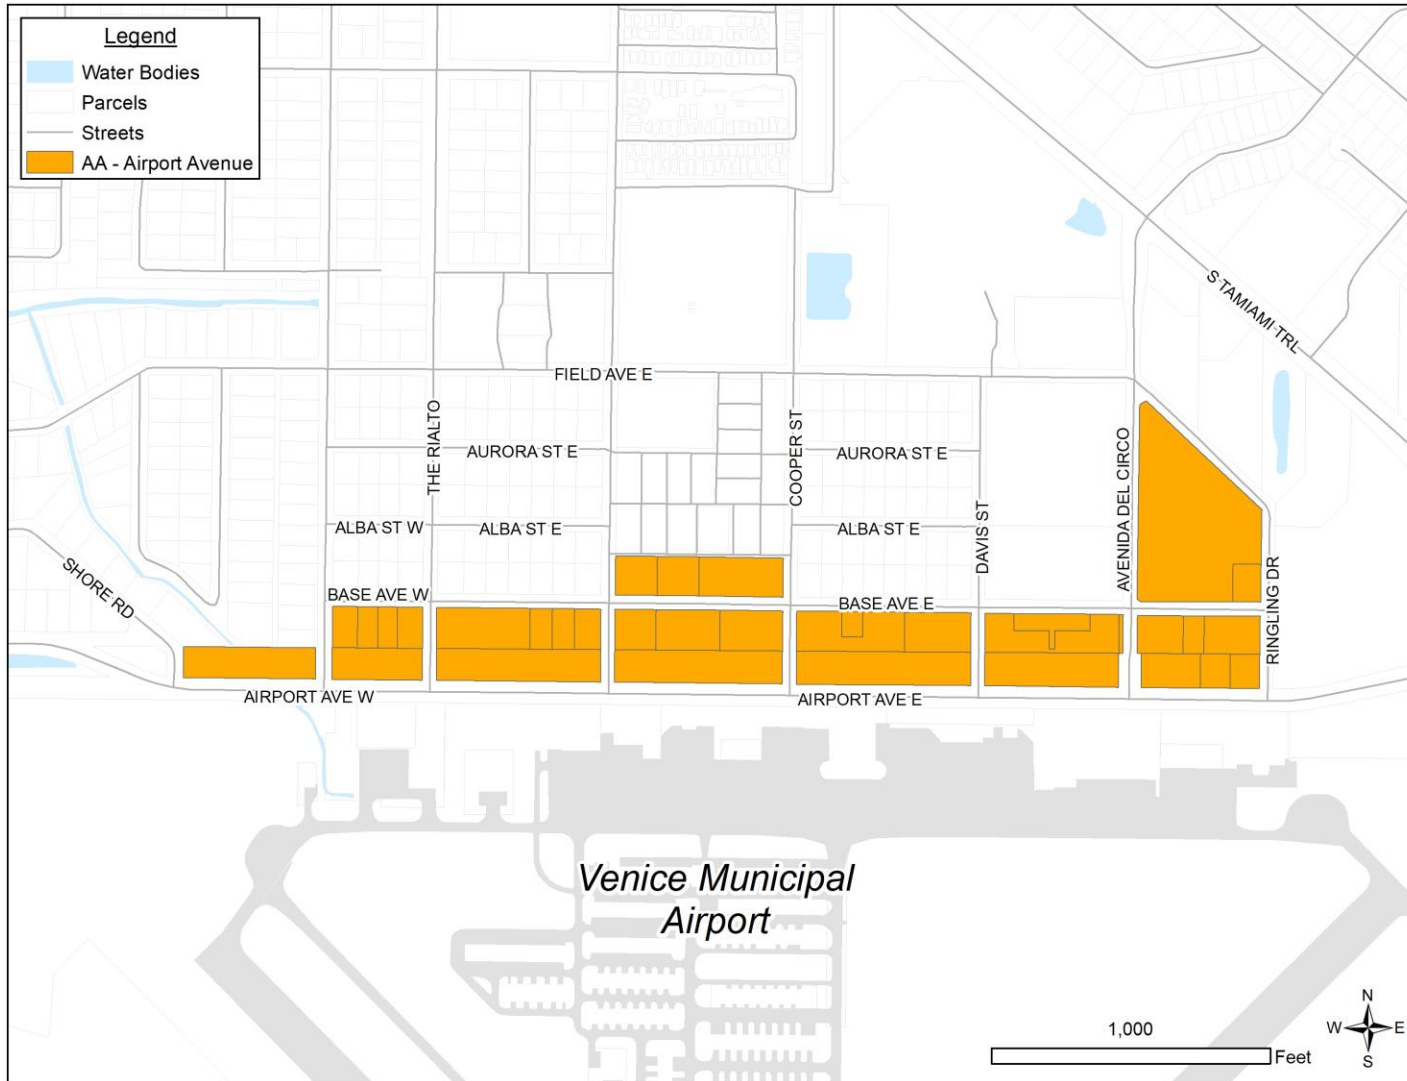 Legend
Water Bodies
Parcels
Streets
AA - Airport Avenue
S TAMIAMI TRL
FIELD AVE E
THE RIALTO
COOPER ST
AVENIDA DEL CIRCO
AURORA ST E
AURORA ST E
DAVIS ST
ALBA ST W
ALBA ST E
ALBA ST E
SHORE RD
BASE AVE W
BASE AVE E
RINGLING DR
AIRPORT AVE W
AIRPORT AVE E
Venice Municipal
Airport
1,000
Feet
N
W
E
S